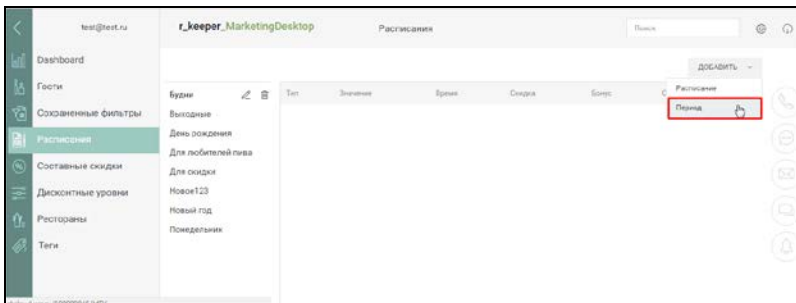 test@test.ru
r_keeper_MarketingDesktop
Расписания
Поиск
Dashboard
Гости
Сохраненные фильтры
Расписания
Составные скидки
Дисконтные уровни
Рестораны
Теги
ДОБАВИТЬ
Расписание
Период
Будни
Выходные
День рождения
Для любителей пива
Для скидки
Новое123
Новый год
Понедельник
Тип
Значение
Время
Скидка
Бонус